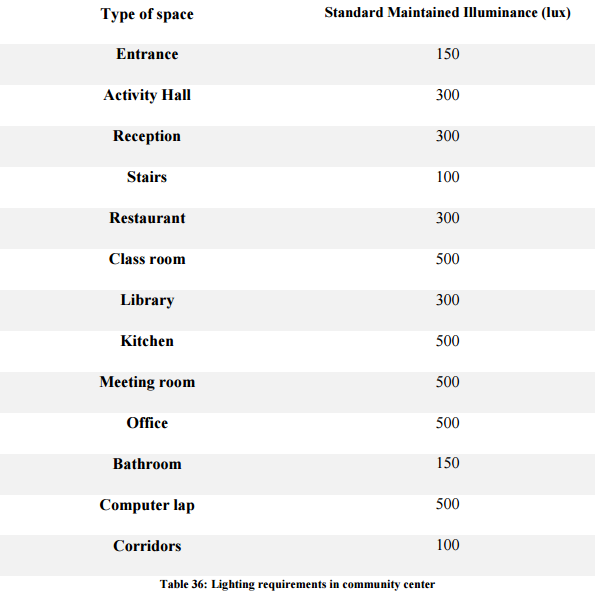 Type of space Standard Maintained Illuminance (lux)
Entrance 150
Activity Hall 300
Reception 300
Stairs 100
Restaurant 300
Class room 500
Library 300
Kitchen 500
Meeting room 500
Office 500
Bathroom 150
Computer lap 500
Corridors 100
Table 36: Lighting requirements in community center